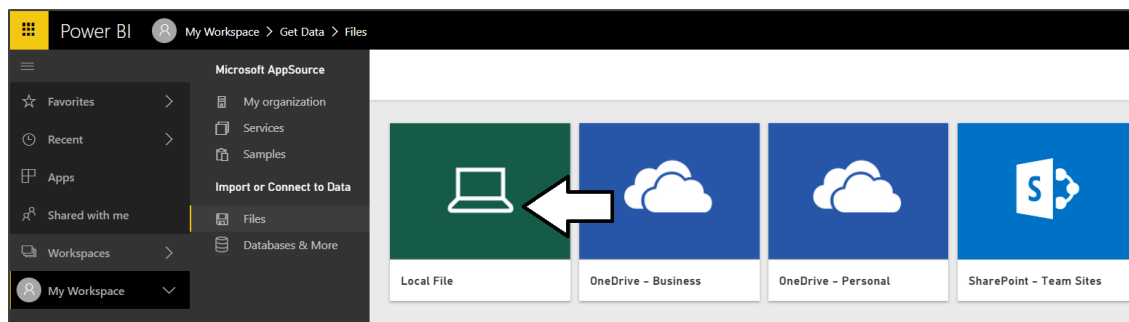 Power BI
My Workspace > Get Data > Files
Favorites
Recent
Apps
Shared with me
Workspaces
My Workspace
Microsoft AppSource
My organization
Services
Samples
Import or Connect to Data
Files
Databases & More
S
Local File
OneDrive – Business
OneDrive – Personal
SharePoint – Team Sites